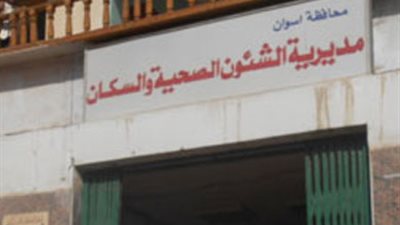 محافظة اسوان
مديرية الشئون الصحية والسكان